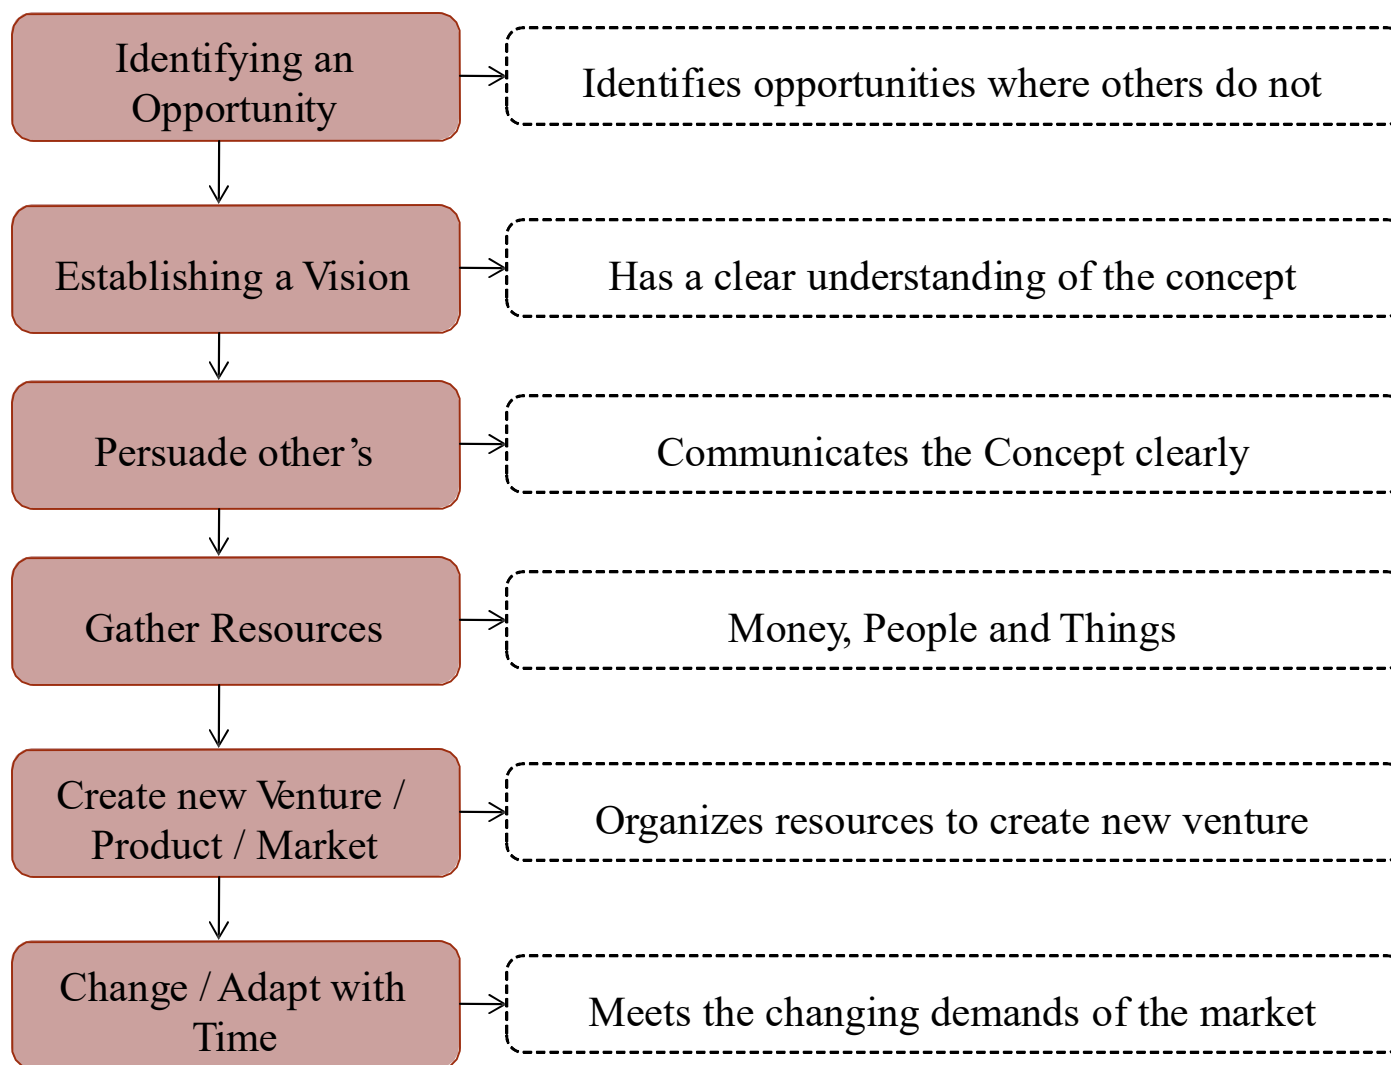 Identifying an
Opportunity
Identifies opportunities where others do not
Establishing a Vision
Has a clear understanding of the concept
Persuade other’s
Communicates the Concept clearly
Gather Resources
Money, People and Things
Create new Venture /
Product / Market
Organizes resources to create new venture
Change / Adapt with
Time
Meets the changing demands of the market